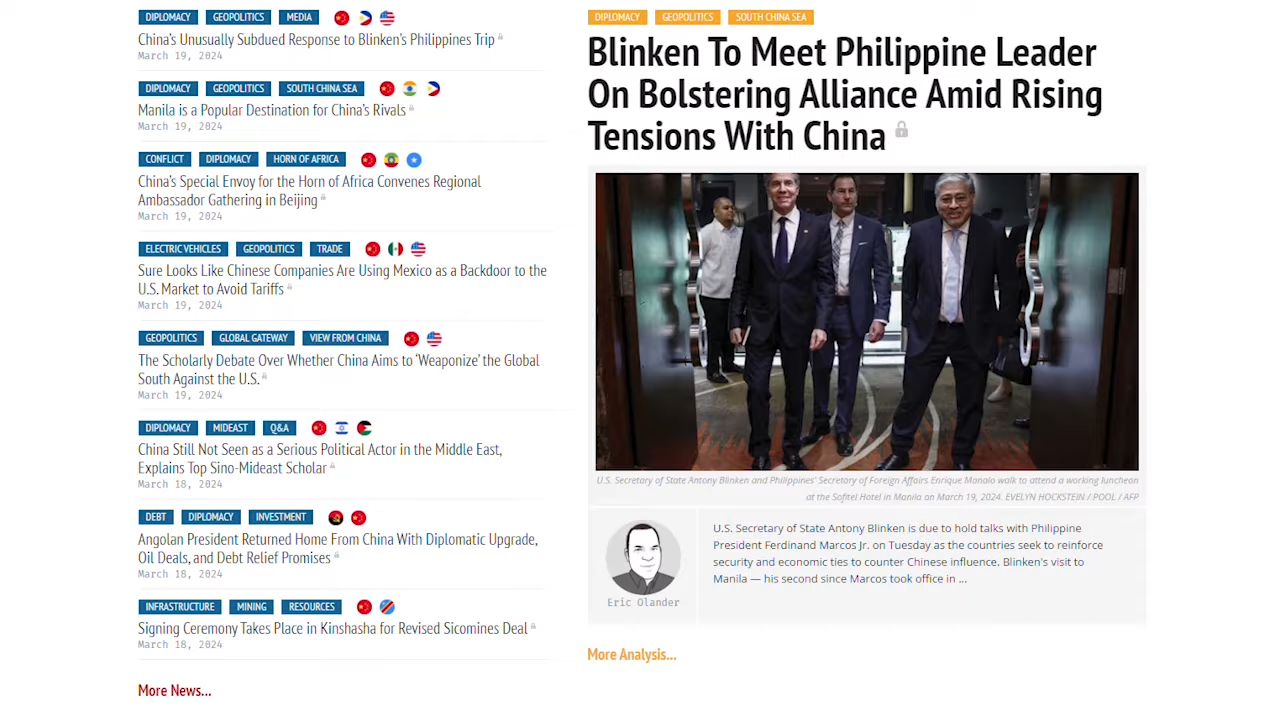 DIPLOMACY GEOPOLITICS MEDIA
China's Unusually Subdued Response to Blinken's Philippines Trip
March 19, 2024
DIPLOMACY GEOPOLITICS SOUTH CHINA SEA
Manila is a Popular Destination for China's Rivals
March 19, 2024
CONFLICT DIPLOMACY HORN OF AFRICA
China's Special Envoy for the Horn of Africa Convenes Regional
Ambassador Gathering in Beijing
March 19, 2024
ELECTRIC VEHICLES GEOPOLITICS TRADE
Sure Looks Like Chinese Companies Are Using Mexico as a Backdoor to the
U.S. Market to Avoid Tariffs
March 19, 2024
GEOPOLITICS GLOBAL GATEWAY VIEW FROM CHINA
The Scholarly Debate Over Whether China Aims to 'Weaponize' the Global
South Against the U.S.
March 19, 2024
DIPLOMACY MIDEAST Q&A
China Still Not Seen as a Serious Political Actor in the Middle East,
Explains Top Sino-Mideast Scholar
March 18, 2024
DEBT DIPLOMACY INVESTMENT
Angolan President Returned Home From China With Diplomatic Upgrade,
Oil Deals, and Debt Relief Promises
March 18, 2024
INFRASTRUCTURE MINING RESOURCES
Signing Ceremony Takes Place in Kinshasha for Revised Sicomines Deal
March 18, 2024
More News...
DIPLOMACY GEOPOLITICS SOUTH CHINA SEA
Blinken To Meet Philippine Leader
On Bolstering Alliance Amid Rising
Tensions With China
U.S. Secretary of State Antony Blinken and Philippines' Secretary of Foreign Affairs Enrique Manalo walk to attend a working luncheon
at the Sofitel Hotel in Manila on March 19, 2024. EVELYN HOCKSTEIN / POOL / AFP
Eric Olander
U.S. Secretary of State Antony Blinken is due to hold talks with Philippine
President Ferdinand Marcos Jr. on Tuesday as the countries seek to reinforce
security and economic ties to counter Chinese influence. Blinken's visit to
Manila — his second since Marcos took office in ...
More Analysis...